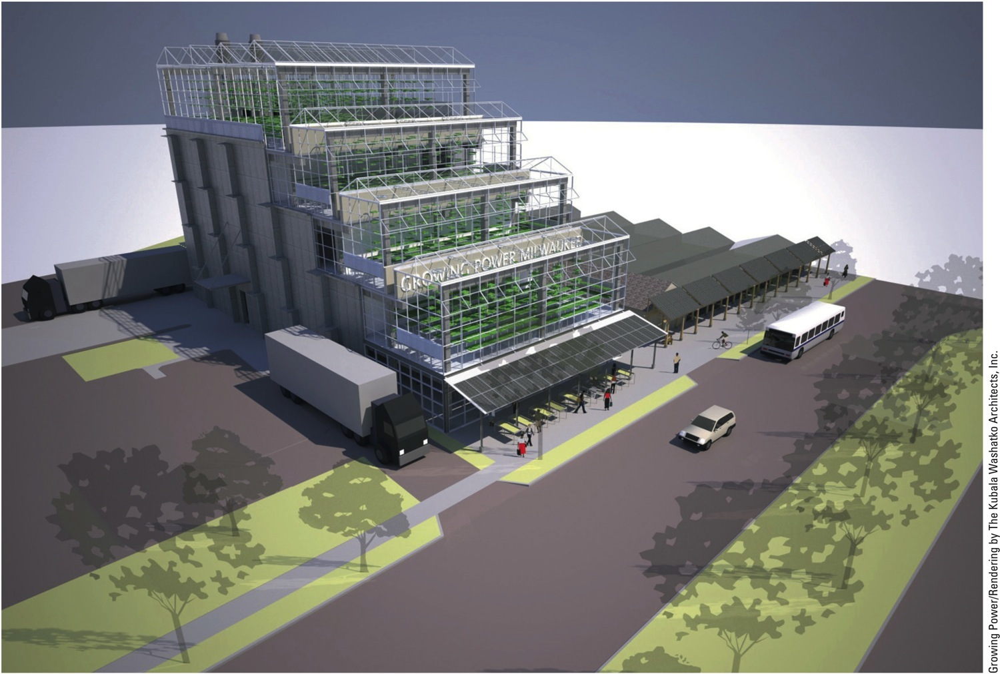 GROWING POWER MILWAUKEE
Growing Power/Rendering by The Kubala Washatko Architects, Inc.